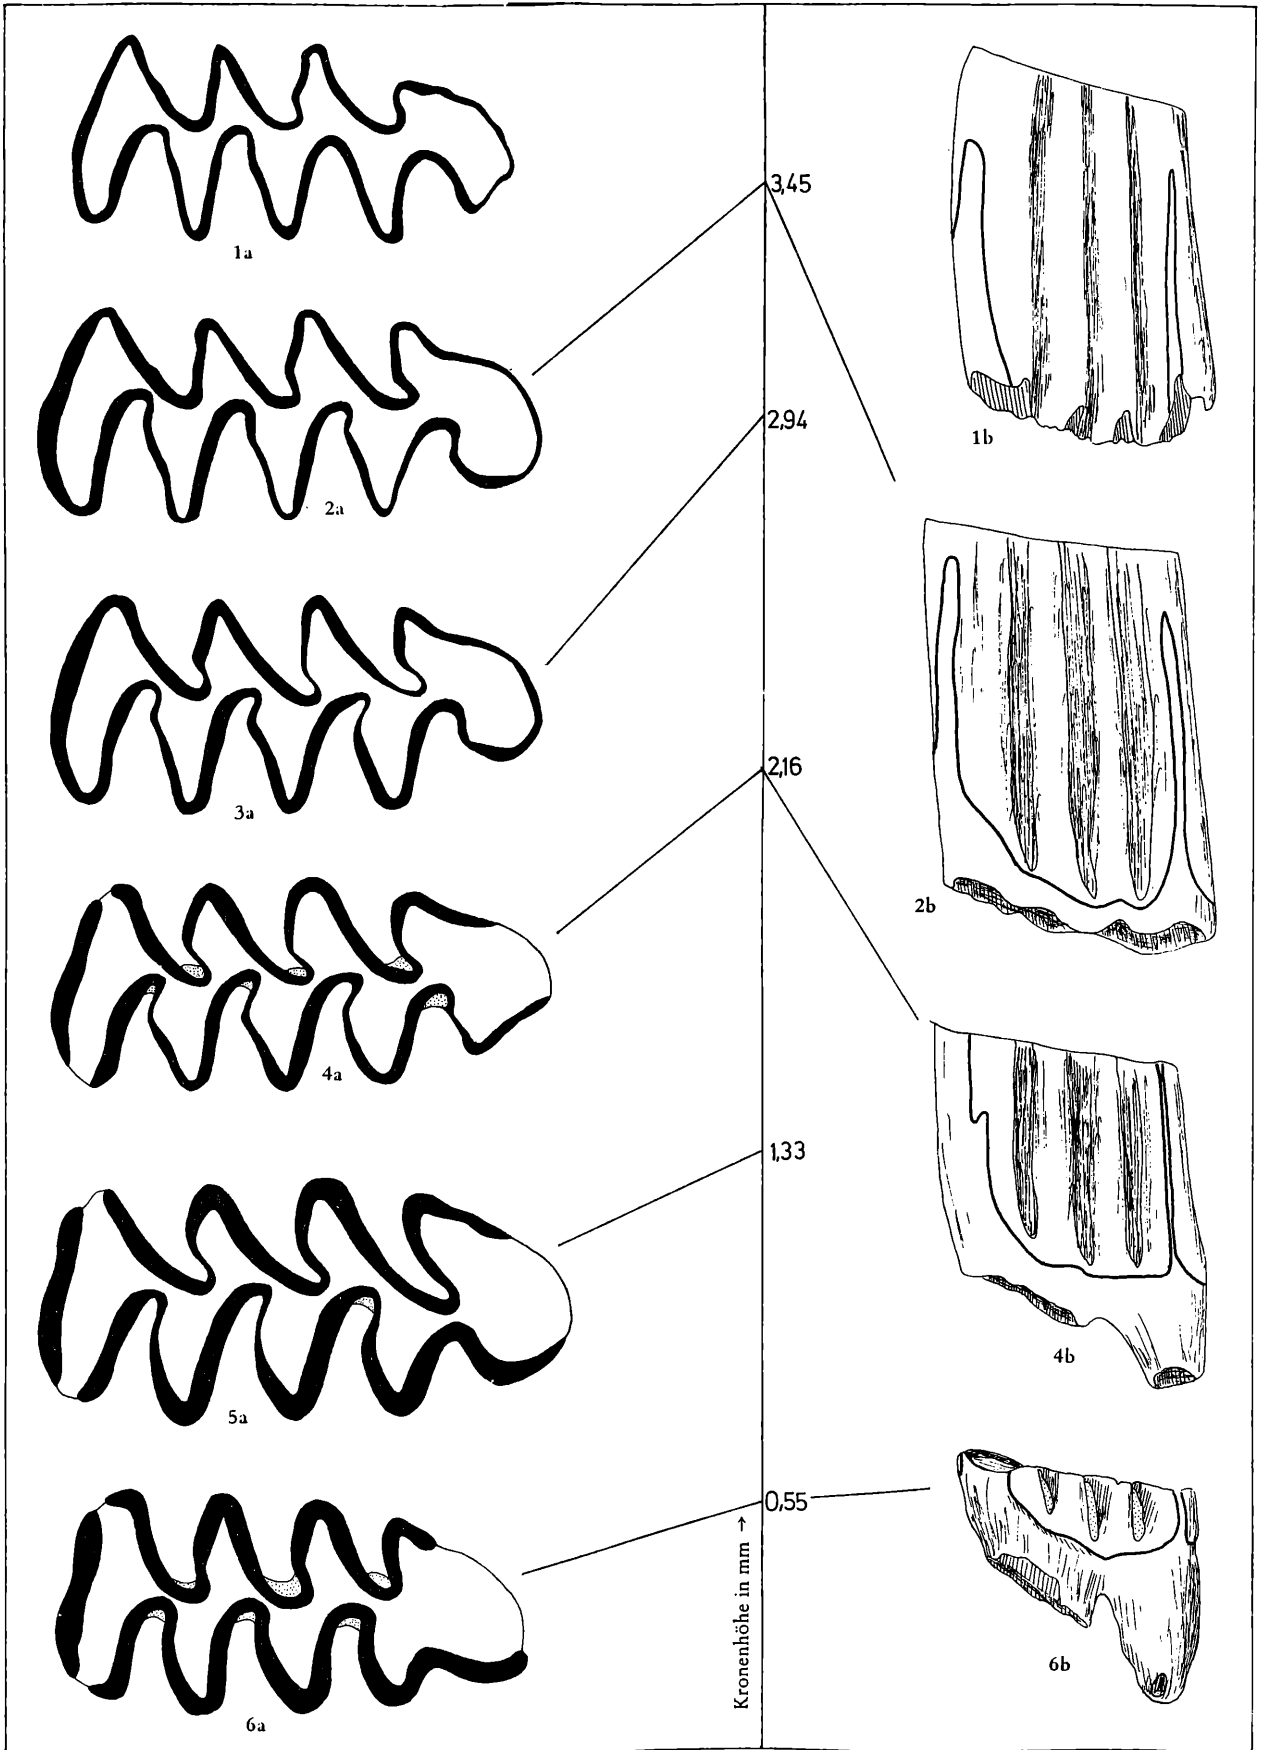 1a
2a
3a
4a
5a
6a
3,45
2,94
2,16
1,33
0,55
Kronenhöhe in mm →
1b
2b
4b
6b